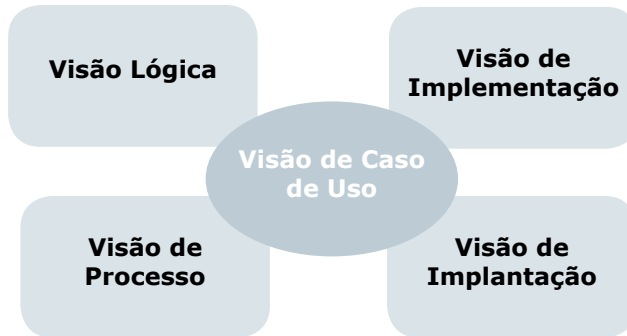 Visão Lógica
Visão de
Implementação
Visão de Caso
de Uso
Visão de
Processo
Visão de
Implantação